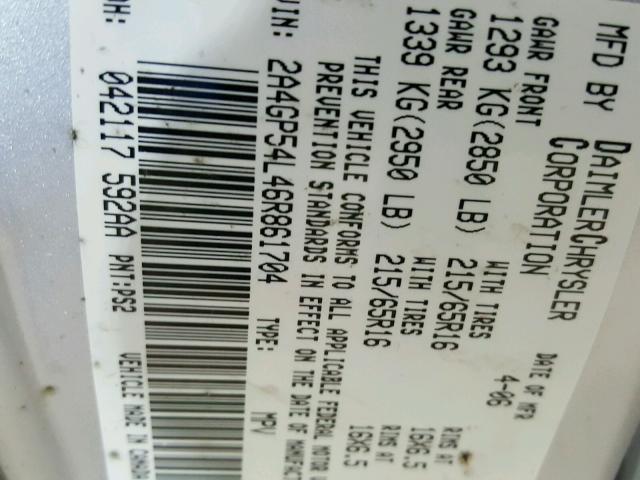 MFD BY DAIMLERCHRYSLER CORPORATION
DATE OF MFR 4-06
GAWR FRONT
1293 KG(2850 LB) WITH TIRES 215/65R16 RIMS AT 16X6.5
GAWR REAR
1339 KG(2950 LB) WITH TIRES 215/65R16 RIMS AT 16X6.5
THIS VEHICLE CONFORMS TO ALL APPLICABLE FEDERAL MOTOR
PREVENTION STANDARDS IN EFFECT ON THE DATE OF MANUFACT
VIN: 2A4GP54L46R861704 TYPE: MPV
042117 592AA PNT:PS2 VEHICLE MADE IN CANADA